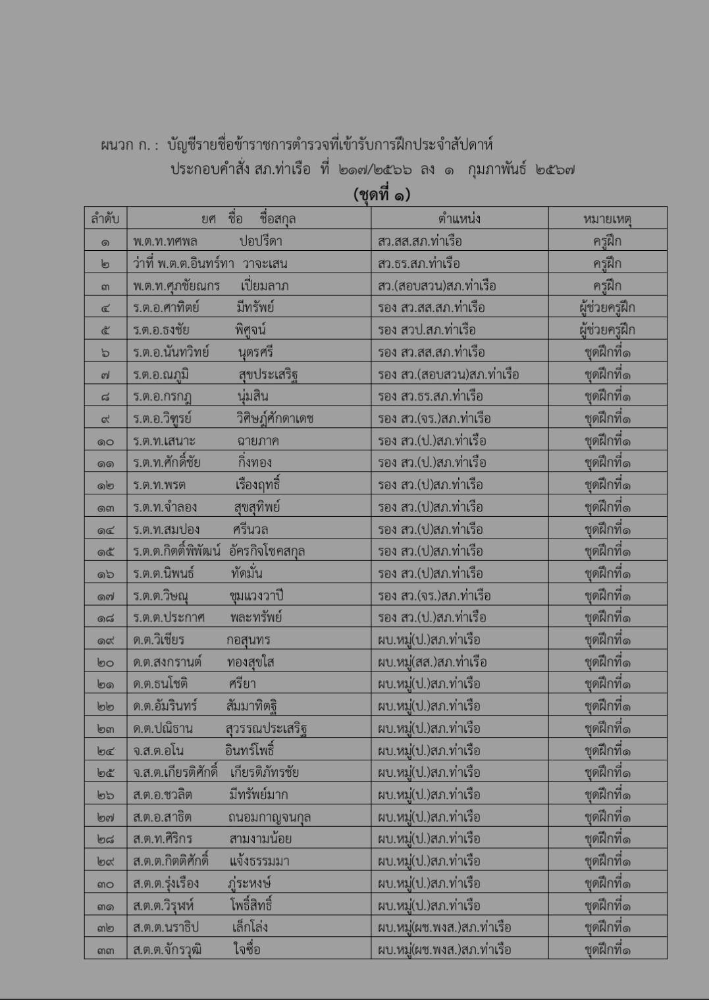 ผนวก ก. : บัญชีรายชื่อข้าราชการตำรวจที่เข้ารับการฝึกประจำสัปดาห์
ประกอบคำสั่ง สภ.ท่าเรือ ที่ ๒๑๗/๒๕๖๖ ลง ๑ กุมภาพันธ์ ๒๕๖๗
(ชุดที่ ๑)
ลำดับ ยศ ชื่อ ชื่อสกุล ตำแหน่ง หมายเหตุ
๑ พ.ต.ท.ทศพล ปอปรีดา สว.สส.สภ.ท่าเรือ ครูฝึก
๒ ว่าที่ พ.ต.ต.อินทร์ทา วาจะเสน สว.ธร.สภ.ท่าเรือ ครูฝึก
๓ พ.ต.ท.ศุภชัยณกร เปี่ยมลาภ สว.(สอบสวน)สภ.ท่าเรือ ครูฝึก
๔ ร.ต.อ.ศาทิตย์ มีทรัพย์ รอง สว.สส.สภ.ท่าเรือ ผู้ช่วยครูฝึก
๕ ร.ต.อ.ธงชัย พิศูจน์ รอง สวป.สภ.ท่าเรือ ผู้ช่วยครูฝึก
๖ ร.ต.อ.นันทวิทย์ นุตรศรี รอง สว.สส.สภ.ท่าเรือ ชุดฝึกที่๑
๗ ร.ต.อ.ณภูมิ สุขประเสริฐ รอง สว.(สอบสวน)สภ.ท่าเรือ ชุดฝึกที่๑
๘ ร.ต.อ.กรกฎ นุ่มสิน รอง สว.ธร.สภ.ท่าเรือ ชุดฝึกที่๑
๙ ร.ต.อ.วิฑูรย์ วิศิษฎ์ศักดาเดช รอง สว.(จร.)สภ.ท่าเรือ ชุดฝึกที่๑
๑๐ ร.ต.ท.เสนาะ ฉายภาค รอง สว.(ป.)สภ.ท่าเรือ ชุดฝึกที่๑
๑๑ ร.ต.ท.ศักดิ์ชัย กิ่งทอง รอง สว.(ป.)สภ.ท่าเรือ ชุดฝึกที่๑
๑๒ ร.ต.ท.พรต เรืองฤทธิ์ รอง สว.(ป)สภ.ท่าเรือ ชุดฝึกที่๑
๑๓ ร.ต.ท.จำลอง สุขสุทิพย์ รอง สว.(ป)สภ.ท่าเรือ ชุดฝึกที่๑
๑๔ ร.ต.ท.สมปอง ศรีนวล รอง สว.(ป)สภ.ท่าเรือ ชุดฝึกที่๑
๑๕ ร.ต.ต.กิตติ์พิพัฒน์ อัครกิจโชคสกุล รอง สว.(ป)สภ.ท่าเรือ ชุดฝึกที่๑
๑๖ ร.ต.ต.นิพนธ์ ทัดมั่น รอง สว.(ป)สภ.ท่าเรือ ชุดฝึกที่๑
๑๗ ร.ต.ต.วิษณุ ชุมแวงวาปี รอง สว.(จร.)สภ.ท่าเรือ ชุดฝึกที่๑
๑๘ ร.ต.ต.ประกาศ พละทรัพย์ รอง สว.(ป.)สภ.ท่าเรือ ชุดฝึกที่๑
๑๙ ด.ต.วิเชียร กอสุนทร ผบ.หมู่(ป.)สภ.ท่าเรือ ชุดฝึกที่๑
๒๐ ด.ต.สงกรานต์ ทองสุขใส ผบ.หมู่(สส.)สภ.ท่าเรือ ชุดฝึกที่๑
๒๑ ด.ต.ธนโชติ ศรียา ผบ.หมู่(ป.)สภ.ท่าเรือ ชุดฝึกที่๑
๒๒ ด.ต.อัมรินทร์ สัมมาทิตฐิ ผบ.หมู่(ป.)สภ.ท่าเรือ ชุดฝึกที่๑
๒๓ ด.ต.ปณิธาน สุวรรณประเสริฐ ผบ.หมู่(ป.)สภ.ท่าเรือ ชุดฝึกที่๑
๒๔ จ.ส.ต.อโน อินทร์โพธิ์ ผบ.หมู่(ป.)สภ.ท่าเรือ ชุดฝึกที่๑
๒๕ จ.ส.ต.เกียรติศักดิ์ เกียรติภัทรชัย ผบ.หมู่(ป.)สภ.ท่าเรือ ชุดฝึกที่๑
๒๖ ส.ต.อ.ชวลิต มีทรัพย์มาก ผบ.หมู่(ป.)สภ.ท่าเรือ ชุดฝึกที่๑
๒๗ ส.ต.อ.สาธิต ถนอมกาญจนกุล ผบ.หมู่(ป.)สภ.ท่าเรือ ชุดฝึกที่๑
๒๘ ส.ต.ท.ศิริกร สามงามน้อย ผบ.หมู่(ป.)สภ.ท่าเรือ ชุดฝึกที่๑
๒๙ ส.ต.ต.กิตติศักดิ์ แจ้งธรรมมา ผบ.หมู่(ป.)สภ.ท่าเรือ ชุดฝึกที่๑
๓๐ ส.ต.ต.รุ่งเรือง ภู่ระหงษ์ ผบ.หมู่(ป.)สภ.ท่าเรือ ชุดฝึกที่๑
๓๑ ส.ต.ต.วิรุฬห์ โพธิ์สิทธิ์ ผบ.หมู่(ป.)สภ.ท่าเรือ ชุดฝึกที่๑
๓๒ ส.ต.ต.นราธิป เล็กโล่ง ผบ.หมู่(ผช.พงส.)สภ.ท่าเรือ ชุดฝึกที่๑
๓๓ ส.ต.ต.จักรวุฒิ ใจซื่อ ผบ.หมู่(ผช.พงส.)สภ.ท่าเรือ ชุดฝึกที่๑